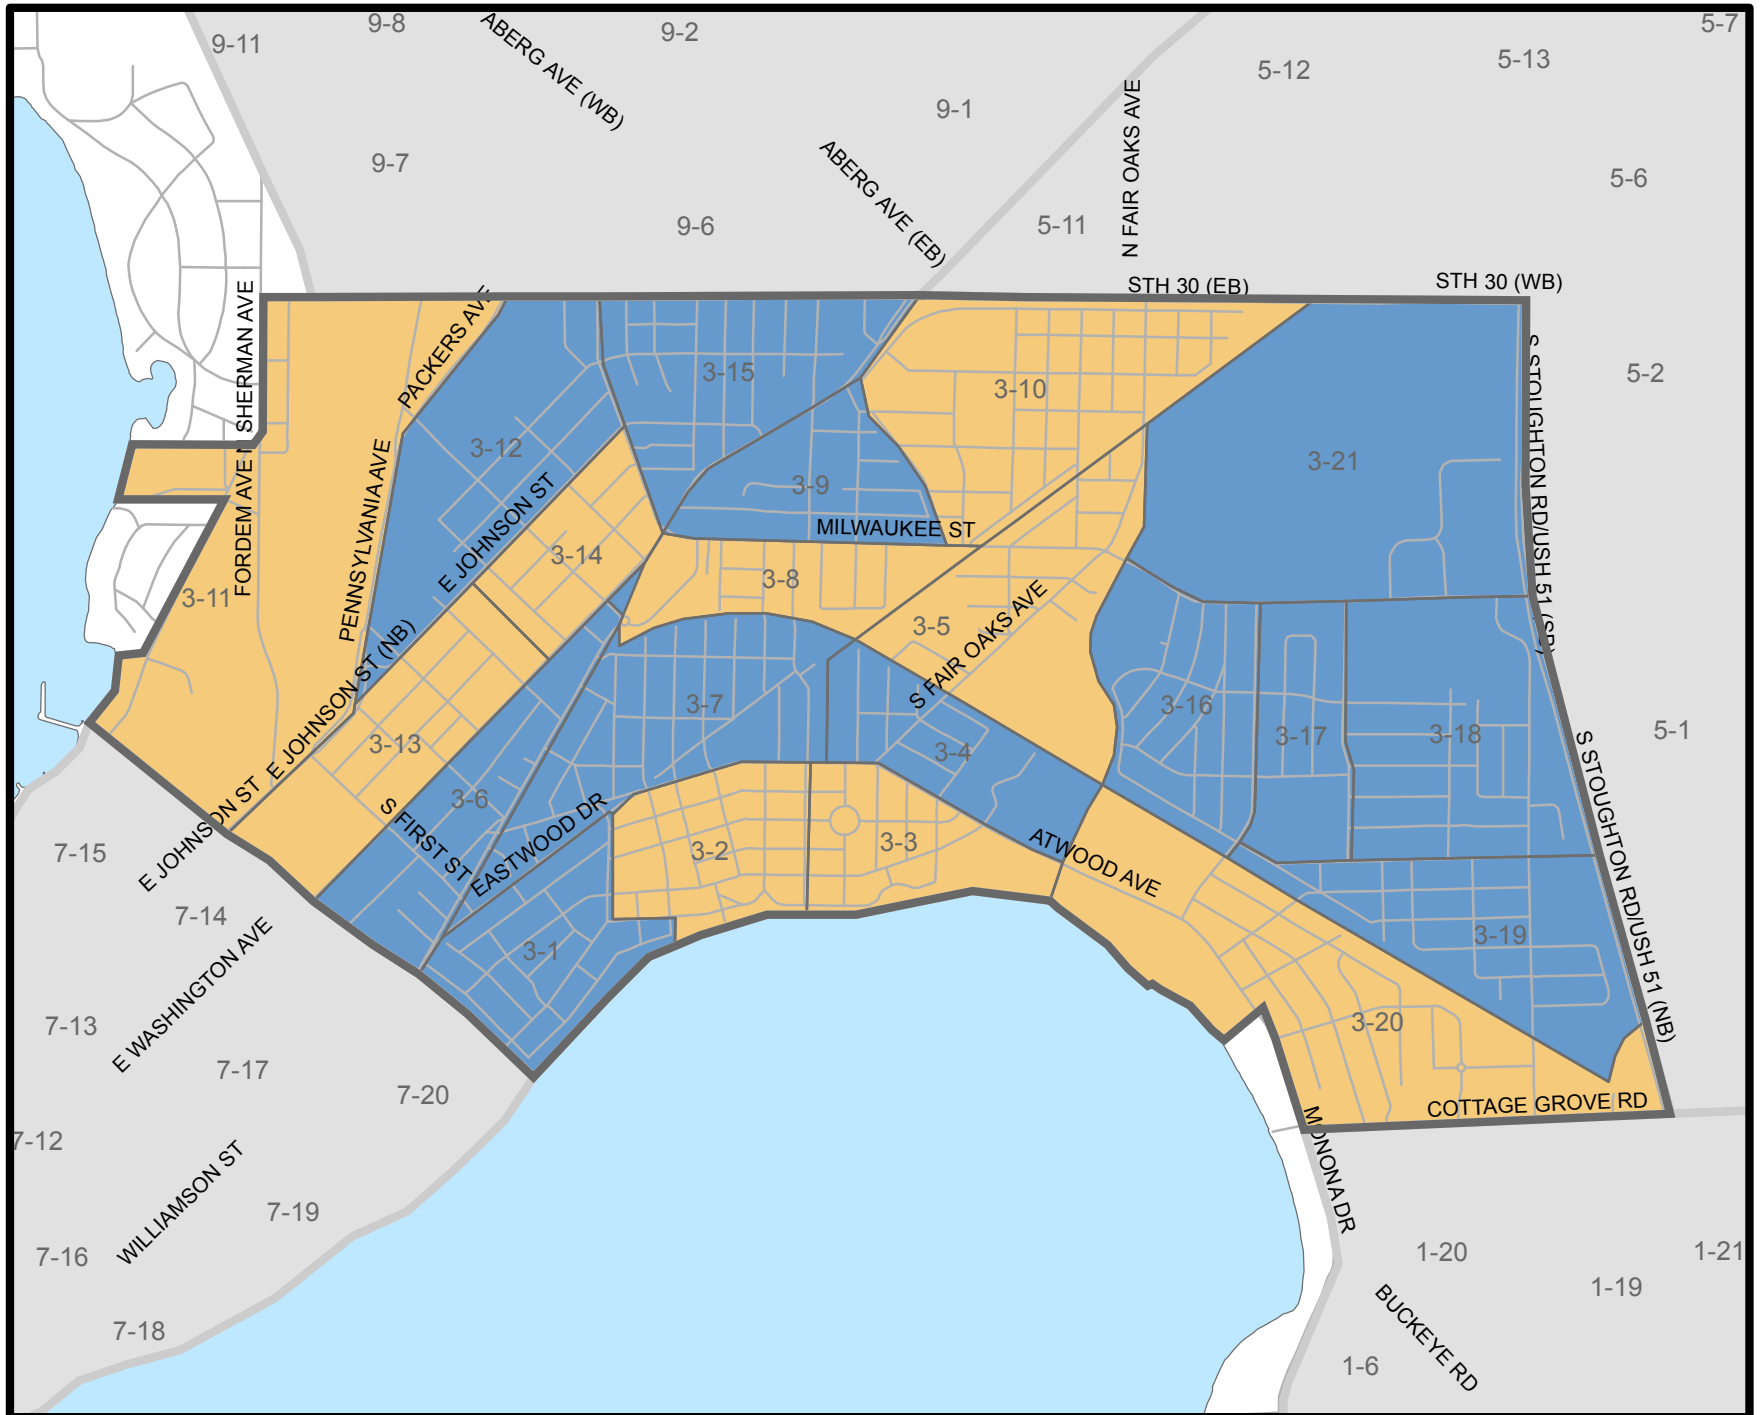 9-8
9-2
5-7
9-11
ABERG AVE (WB)
5-13
5-12
9-1
N FAIR OAKS AVE
9-7
ABERG AVE (EB)
5-6
9-6
5-11
STH 30 (EB)
STH 30 (WB)
N SHERMAN AVE
PACKERS AVE
3-15
5-2
3-10
S STOUGHTON RD/USH 51 (SB)
3-12
3-21
3-9
PENNSYLVANIA AVE
FORDEM AVE
E JOHNSON ST
MILWAUKEE ST
3-14
3-8
3-11
3-5
S FAIR OAKS AVE
E JOHNSON ST (NB)
3-7
3-16
3-17
3-18
5-1
3-13
3-4
S STOUGHTON RD/USH 51 (NB)
3-6
S FIRST ST
EASTWOOD DR
E JOHNSON ST
7-15
3-2
3-3
ATWOOD AVE
7-14
3-19
3-1
E WASHINGTON AVE
7-13
3-20
7-17
7-20
COTTAGE GROVE RD
7-12
MONONA DR
WILLIAMSON ST
7-19
7-16
1-20
1-21
1-19
7-18
BUCKEYE RD
1-6